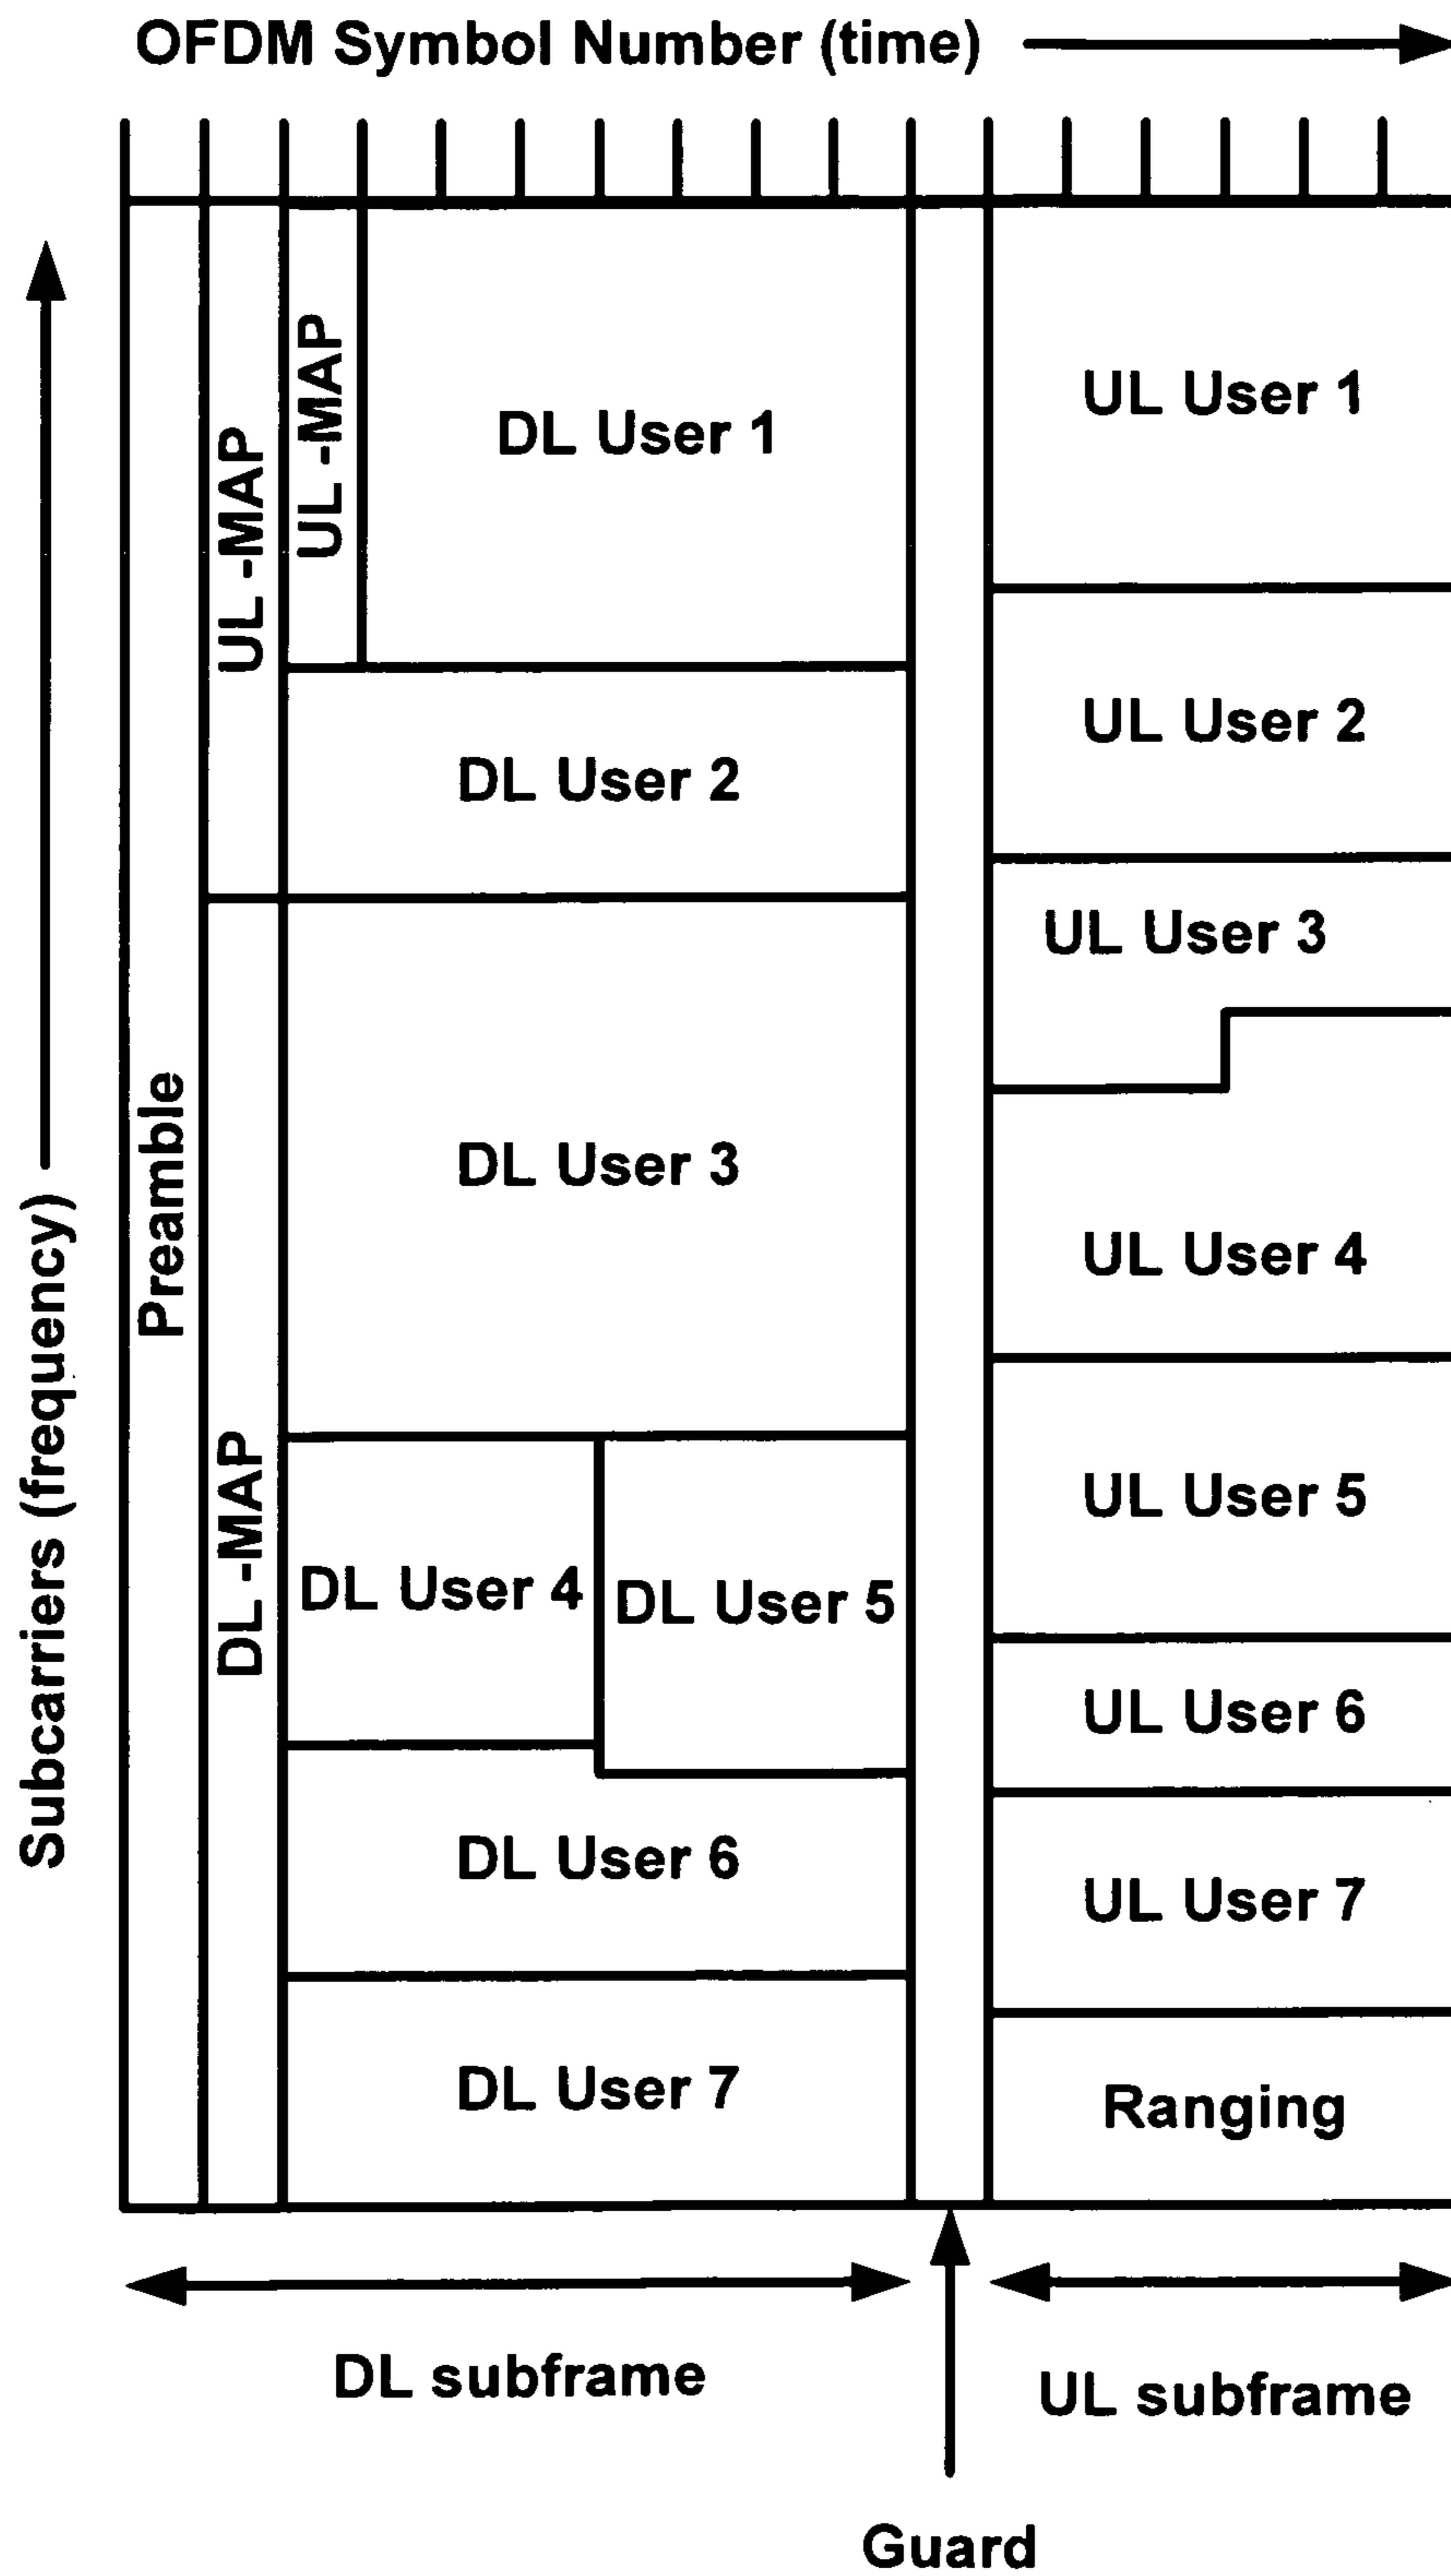 OFDM Symbol Number (time)
Subcarriers (frequency)
Preamble
UL -MAP
DL -MAP
UL -MAP
DL User 1
DL User 2
DL User 3
DL User 4
DL User 5
DL User 6
DL User 7
UL User 1
UL User 2
UL User 3
UL User 4
UL User 5
UL User 6
UL User 7
Ranging
DL subframe
UL subframe
Guard